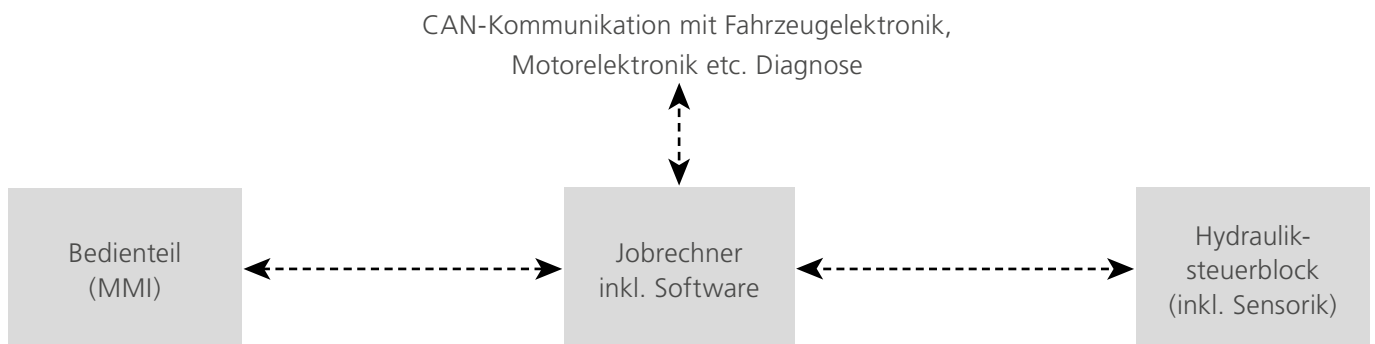 CAN-Kommunikation mit Fahrzeugelektronik,
Motorelektronik etc. Diagnose
Bedienteil
(MMI)
Jobrechner
inkl. Software
Hydraulik-
steuerblock
(inkl. Sensorik)